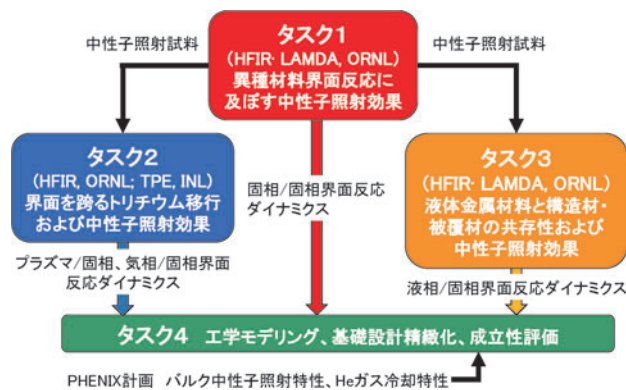 タスク1
(HFIR･ LAMDA, ORNL)
異種材料界面反応に
及ぼす中性子照射効果
中性子照射試料
中性子照射試料
タスク2
(HFIR, ORNL; TPE, INL)
界面を跨るトリチウム移行
および中性子照射効果
固相/固相界面反応
ダイナミクス
タスク3
(HFIR･ LAMDA, ORNL)
液体金属材料と構造材・
被覆材の共存性および
中性子照射効果
プラズマ/固相、気相/固相界面
反応ダイナミクス
液相/固相界面反応ダイナミクス
タスク4 工学モデリング、基礎設計精緻化、成立性評価
PHENIX計画 バルク中性子照射特性、Heガス冷却特性